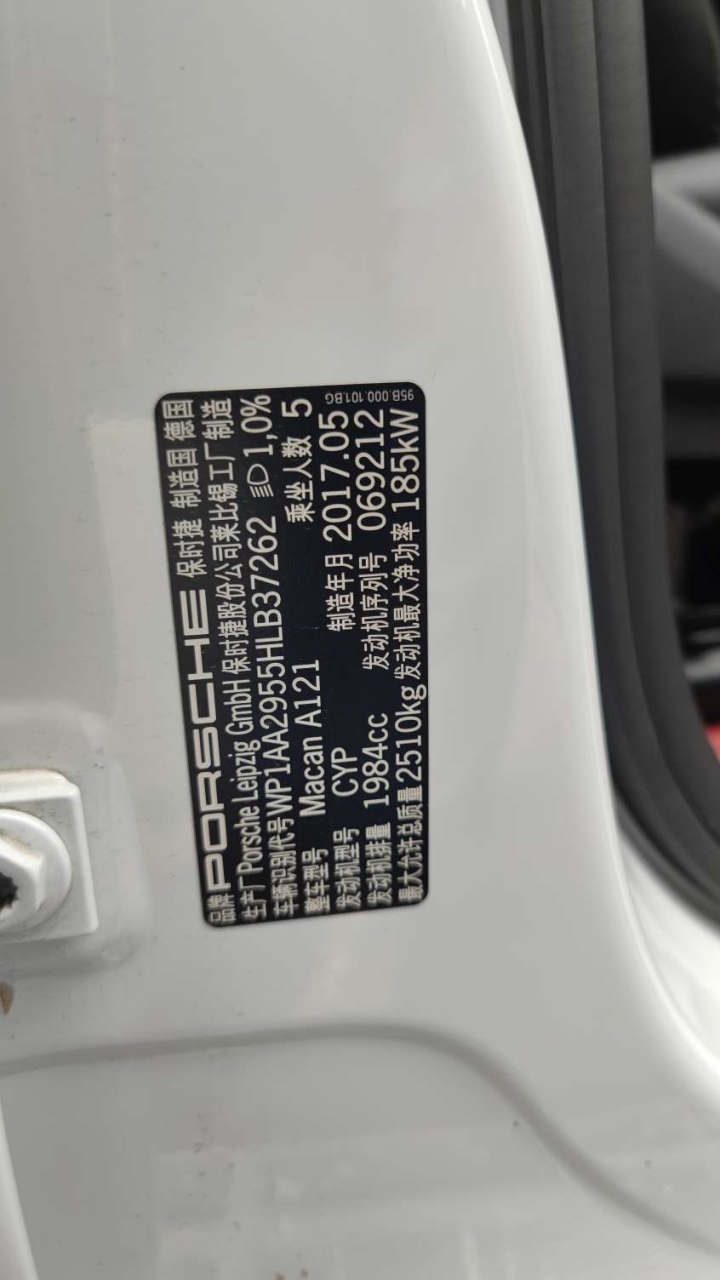 品牌 PORSCHE 保时捷 制造国 德国
生产厂 Porsche Leipzig GmbH 保时捷股份公司莱比锡工厂制造
车辆识别代号 WP1AA2955HLB37262 1,0%
整车型号 Macan A121 乘坐人数 5
发动机型号 CYP 制造年月 2017.05
发动机排量 1984cc 发动机序列号 069212
最大允许总质量 2510kg 发动机最大净功率 185kW
95B.000.101.BG